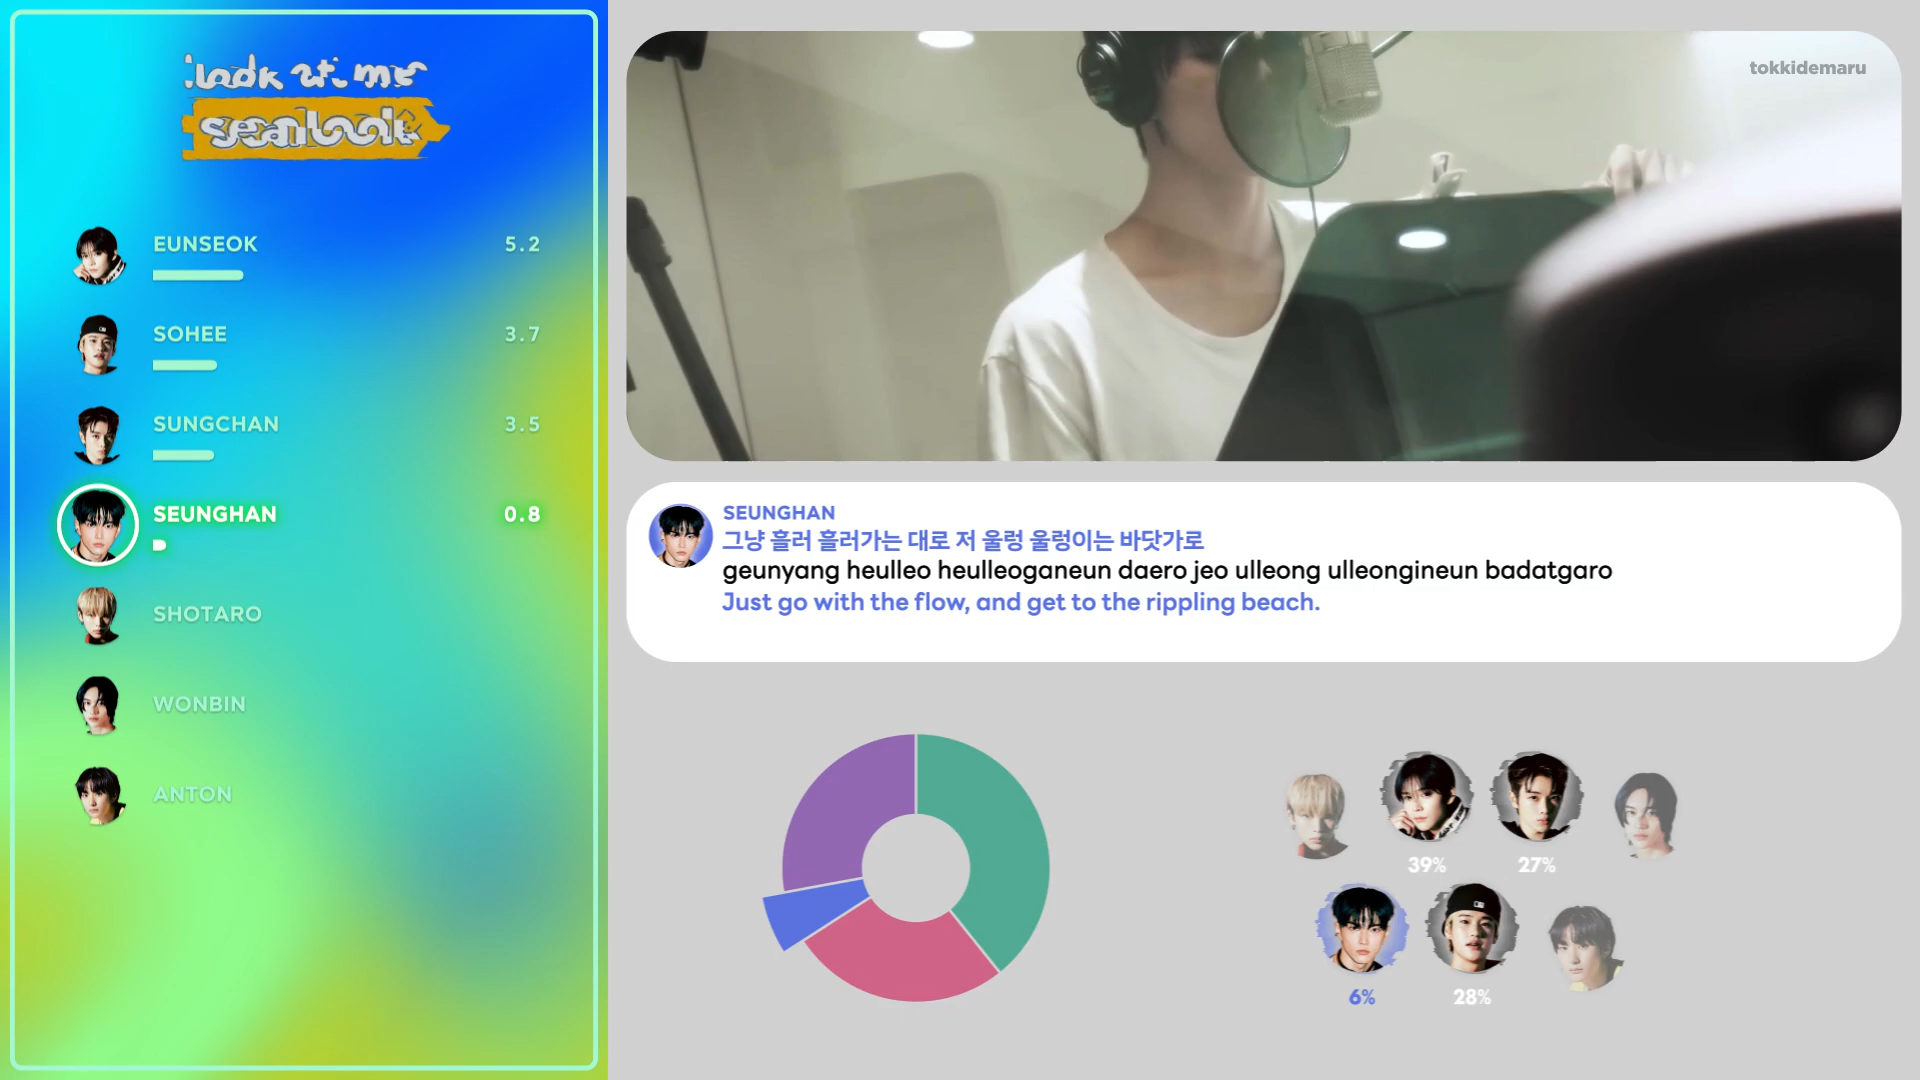 look at me
EUNSEOK 5.2
SOHEE 3.7
SUNGCHAN 3.5
SEUNGHAN 0.8
SHOTARO
WONBIN
ANTON
tokkidemaru
SEUNGHAN
그냥 흘러 흘러가는 대로 저 울렁 울렁이는 바닷가로
geunyang heulleo heulleoganeun daero jeo ulleong ulleongineun badatgaro
Just go with the flow, and get to the rippling beach.
39% 27%
6% 28%